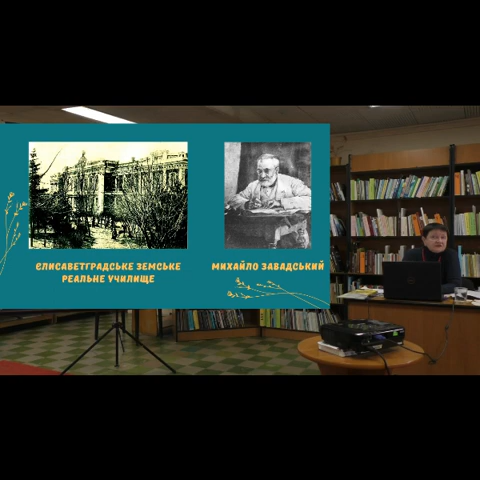 ЄЛИСАВЕТГРАДСЬКЕ ЗЕМСЬКЕ
РЕАЛЬНЕ УЧИЛИЩЕ
МИХАЙЛО ЗАВАДСЬКИЙ